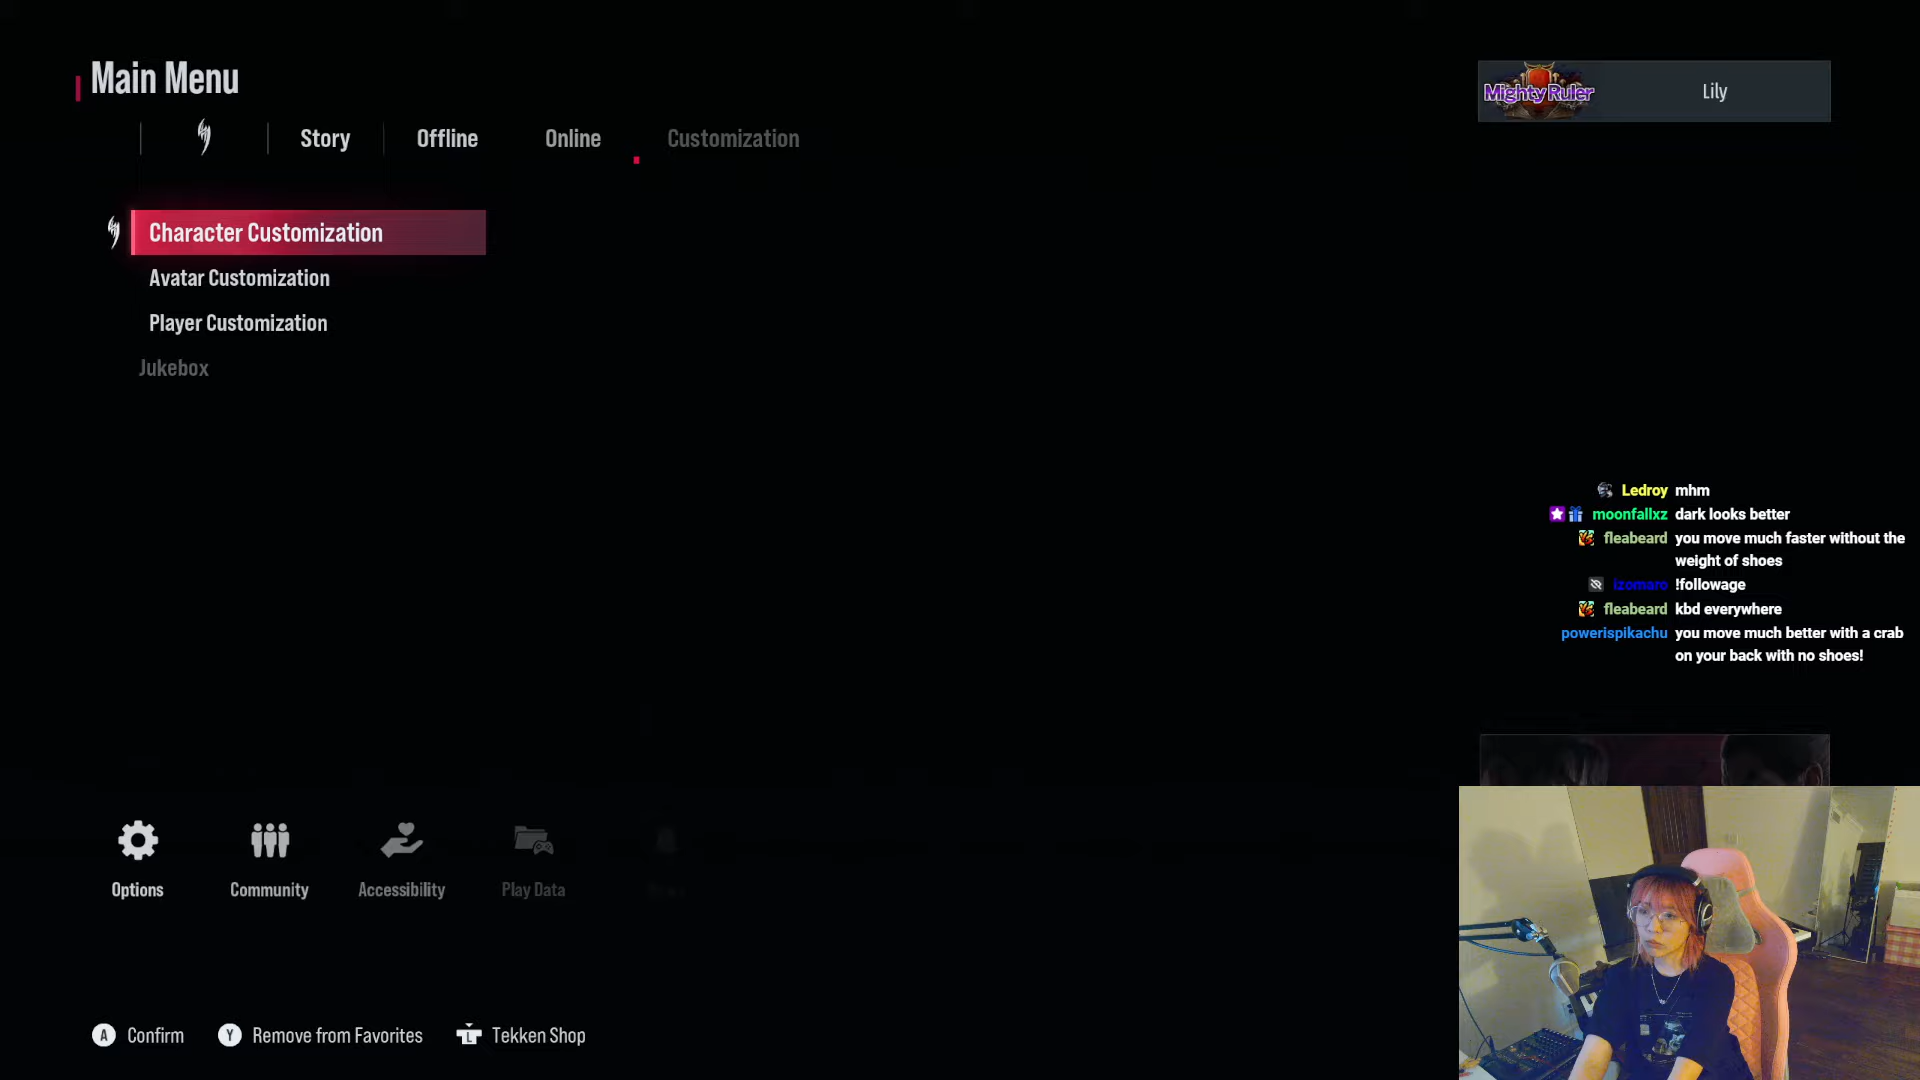 Main Menu
Mighty Ruler
Lily
Story
Offline
Online
Customization
Character Customization
Avatar Customization
Player Customization
Jukebox
Ledroy mhm
moonfallxz dark looks better
fleabeard you move much faster without the
weight of shoes
izomaro !followage
fleabeard kbd everywhere
powerispikachu you move much better with a crab
on your back with no shoes!
Options
Community
Accessibility
Play Data
A Confirm
Y Remove from Favorites
L Tekken Shop